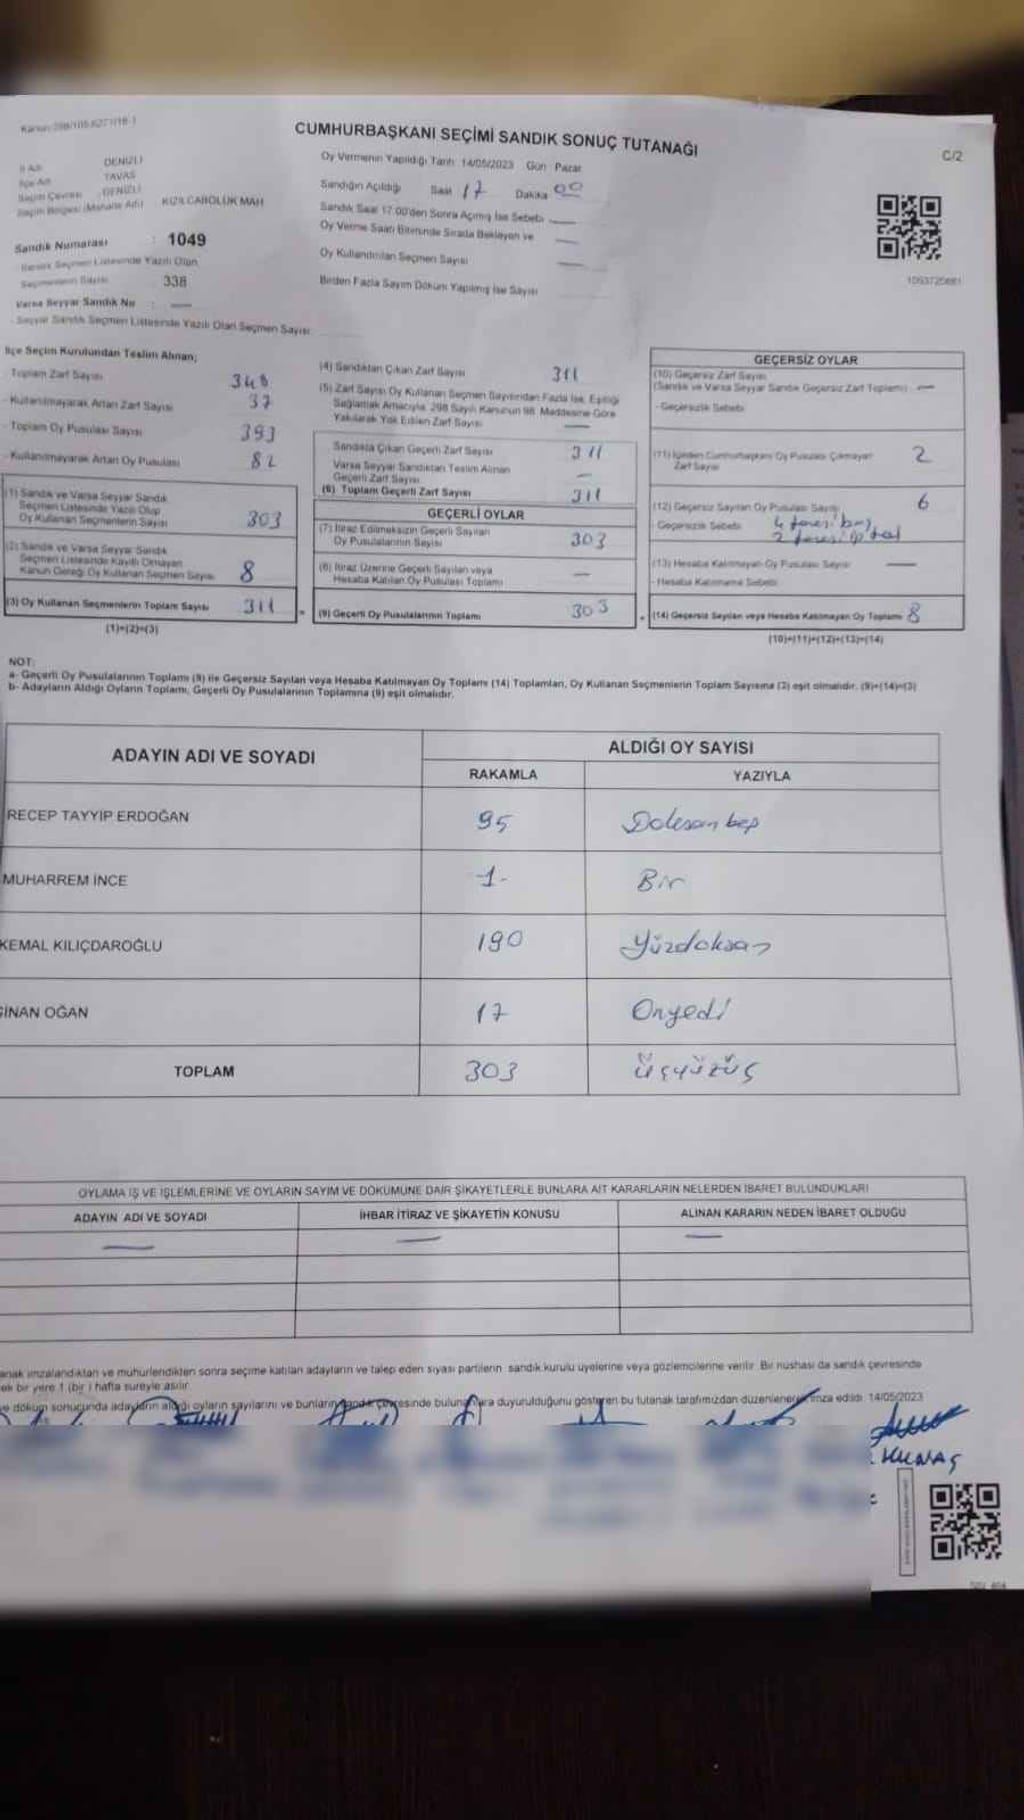 Kanun:298/105,6271/18-1
CUMHURBAŞKANI SEÇİMİ SANDIK SONUÇ TUTANAĞI
C/2
İl Adı DENİZLİ
İlçe Adı TAVAS
Seçim Çevresi DENİZLİ
Seçim Bölgesi (Mahalle Adı) KIZILCABÖLÜK MAH
Sandık Numarası : 1049
Sandık Seçmen Listesinde Yazılı Olan
Seçmenlerin Sayısı 338
Varsa Seyyar Sandık No : —
Seyyar Sandık Seçmen Listesinde Yazılı Olan Seçmen Sayısı
Oy Vermenin Yapıldığı Tarih: 14/05/2023 Gün : Pazar
Sandığın Açıldığı Saat 17 Dakika 00
Sandık Saat 17.00'den Sonra Açılmış İse Sebebi —
Oy Verme Saati Bitiminde Sırada Bekleyen ve —
Oy Kullandırılan Seçmen Sayısı —
Birden Fazla Sayım Döküm Yapılmış İse Sayısı
1093720681
İlçe Seçim Kurulundan Teslim Alınan;
Toplam Zarf Sayısı 348
- Kullanılmayarak Artan Zarf Sayısı 37
- Toplam Oy Pusulası Sayısı 393
- Kullanılmayarak Artan Oy Pusulası 82
(1) Sandık ve Varsa Seyyar Sandık
Seçmen Listesinde Yazılı Olup
Oy Kullanan Seçmenlerin Sayısı 303
(2) Sandık ve Varsa Seyyar Sandık
Seçmen Listesinde Kayıtlı Olmayan
Kanun Gereği Oy Kullanan Seçmen Sayısı 8
(3) Oy Kullanan Seçmenlerin Toplam Sayısı 311
(1)+(2)=(3)
(4) Sandıktan Çıkan Zarf Sayısı 311
(5) Zarf Sayısı Oy Kullanan Seçmen Sayısından Fazla İse, Eşitliği
Sağlamak Amacıyla, 298 Sayılı Kanunun 98. Maddesine Göre
Yakılarak Yok Edilen Zarf Sayısı —
Sandıkta Çıkan Geçerli Zarf Sayısı 311
Varsa Seyyar Sandıktan Teslim Alınan
Geçerli Zarf Sayısı —
(6) Toplam Geçerli Zarf Sayısı 311
GEÇERLİ OYLAR
(7) İtiraz Edilmeksizin Geçerli Sayılan
Oy Pusulalarının Sayısı 303
(8) İtiraz Üzerine Geçerli Sayılan veya
Hesaba Katılan Oy Pusulası Toplamı —
(9) Geçerli Oy Pusulalarının Toplamı 303
GEÇERSİZ OYLAR
(10) Geçersiz Zarf Sayısı
(Sandık ve Varsa Seyyar Sandık Geçersiz Zarf Toplamı) —
- Geçersizlik Sebebi
(11) İçinden Cumhurbaşkanı Oy Pusulası Çıkmayan
Zarf Sayısı 2
(12) Geçersiz Sayılan Oy Pusulası Sayısı 6
- Geçersizlik Sebebi 4 tanesi boş
2 tanesi iptal
(13) Hesaba Katılmayan Oy Pusulası Sayısı —
- Hesaba Katılmama Sebebi
(14) Geçersiz Sayılan veya Hesaba Katılmayan Oy Toplamı 8
(10)+(11)+(12)+(13)=(14)
NOT:
a- Geçerli Oy Pusulalarının Toplamı (9) ile Geçersiz Sayılan veya Hesaba Katılmayan Oy Toplamı (14) Toplamları, Oy Kullanan Seçmenlerin Toplam Sayısına (3) eşit olmalıdır. (9)+(14)=(3)
b- Adayların Aldığı Oyların Toplamı, Geçerli Oy Pusulalarının Toplamına (9) eşit olmalıdır.
ADAYIN ADI VE SOYADI ALDIĞI OY SAYISI
RAKAMLA YAZIYLA
RECEP TAYYİP ERDOĞAN 95 Doksanbeş
MUHARREM İNCE -1- Bir
KEMAL KILIÇDAROĞLU 190 Yüzdoksan
SİNAN OĞAN 17 Onyedi
TOPLAM 303 üçyüzüç
OYLAMA İŞ VE İŞLEMLERİNE VE OYLARIN SAYIM VE DÖKÜMÜNE DAİR ŞİKAYETLERLE BUNLARA AİT KARARLARIN NELERDEN İBARET BULUNDUKLARI
ADAYIN ADI VE SOYADI İHBAR İTİRAZ VE ŞİKAYETİN KONUSU ALINAN KARARIN NEDEN İBARET OLDUĞU
— — —
anak imzalandıktan ve mühürlendikten sonra seçime katılan adayların ve talep eden siyasi partilerin sandık kurulu üyelerine veya gözlemcilerine verilir. Bir nüshası da sandık çevresinde
ek bir yere 1 (bir) hafta süreyle asılır.
ve döküm sonucunda adayların aldığı oyların sayılarını ve bunların sandık çevresinde bulunanlara duyurulduğunu gösteren bu tutanak tarafımızdan düzenlenerek imza edildi. 14/05/2023